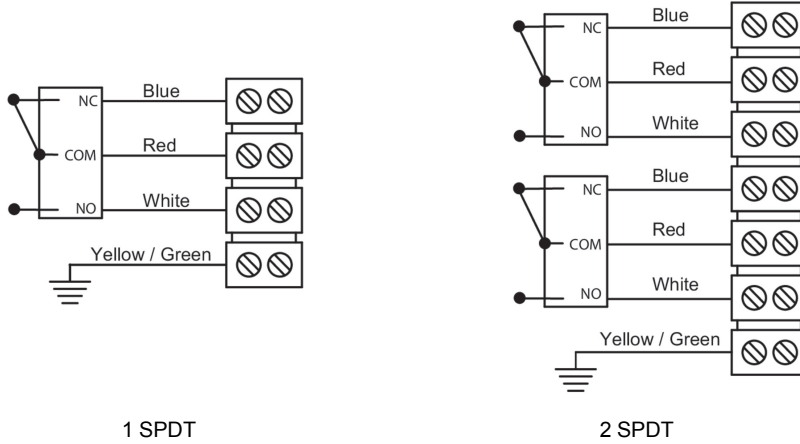 NC
Blue
COM
Red
NO
White
Yellow / Green
1 SPDT
NC
Blue
COM
Red
NO
White
NC
Blue
COM
Red
NO
White
Yellow / Green
2 SPDT